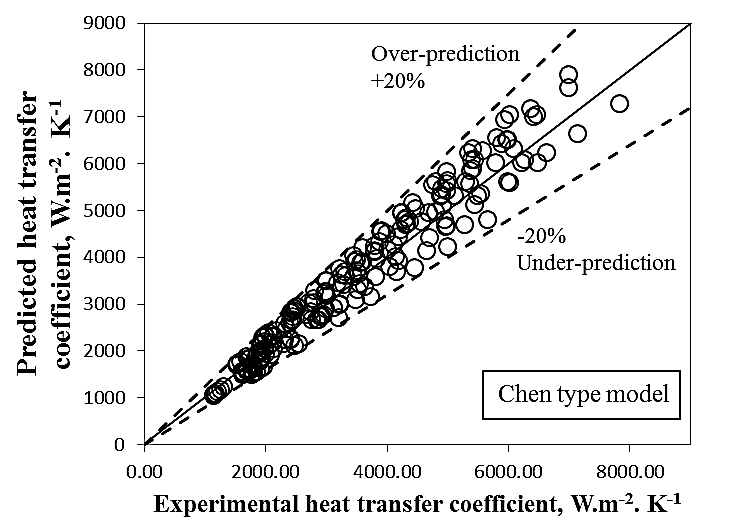 9000
8000
7000
6000
5000
4000
3000
2000
1000
0
Predicted heat transfer
coefficient, W.m-2. K-1
Over-prediction
+20%
-20%
Under-prediction
Chen type model
0.00 2000.00 4000.00 6000.00 8000.00
Experimental heat transfer coefficient, W.m-2. K-1